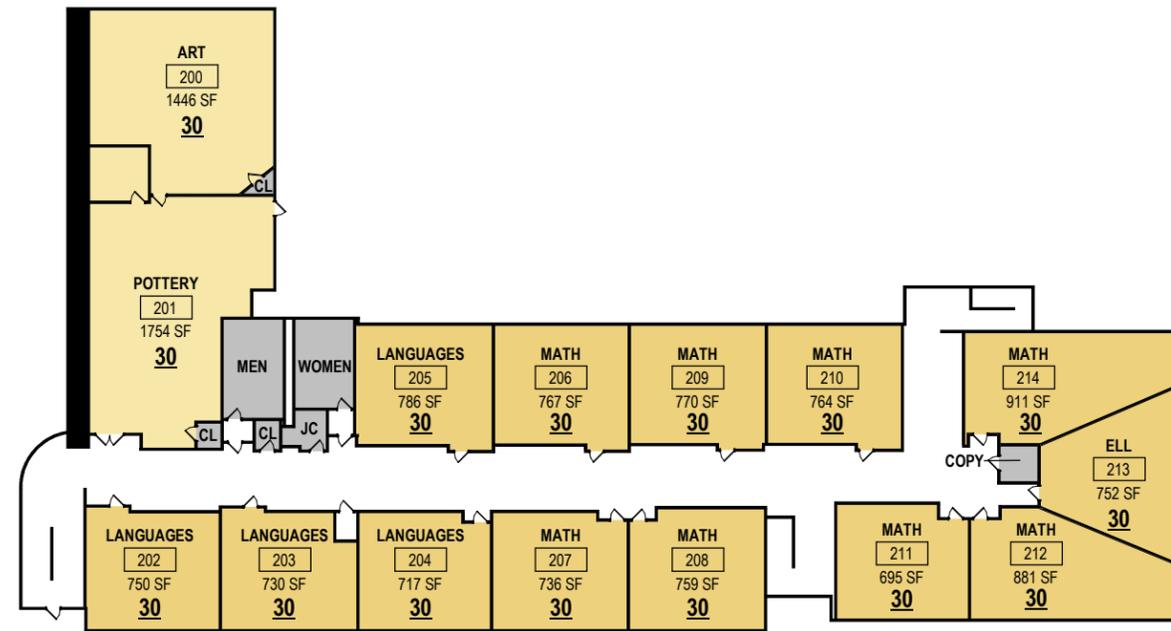 ART
200
1446 SF
30
CL
POTTERY
201
1754 SF
30
MEN
WOMEN
CL
CL
JC
LANGUAGES
205
786 SF
30
MATH
206
767 SF
30
MATH
209
770 SF
30
MATH
210
764 SF
30
MATH
214
911 SF
30
COPY
ELL
213
752 SF
30
LANGUAGES
202
750 SF
30
LANGUAGES
203
730 SF
30
LANGUAGES
204
717 SF
30
MATH
207
736 SF
30
MATH
208
759 SF
30
MATH
211
695 SF
30
MATH
212
881 SF
30